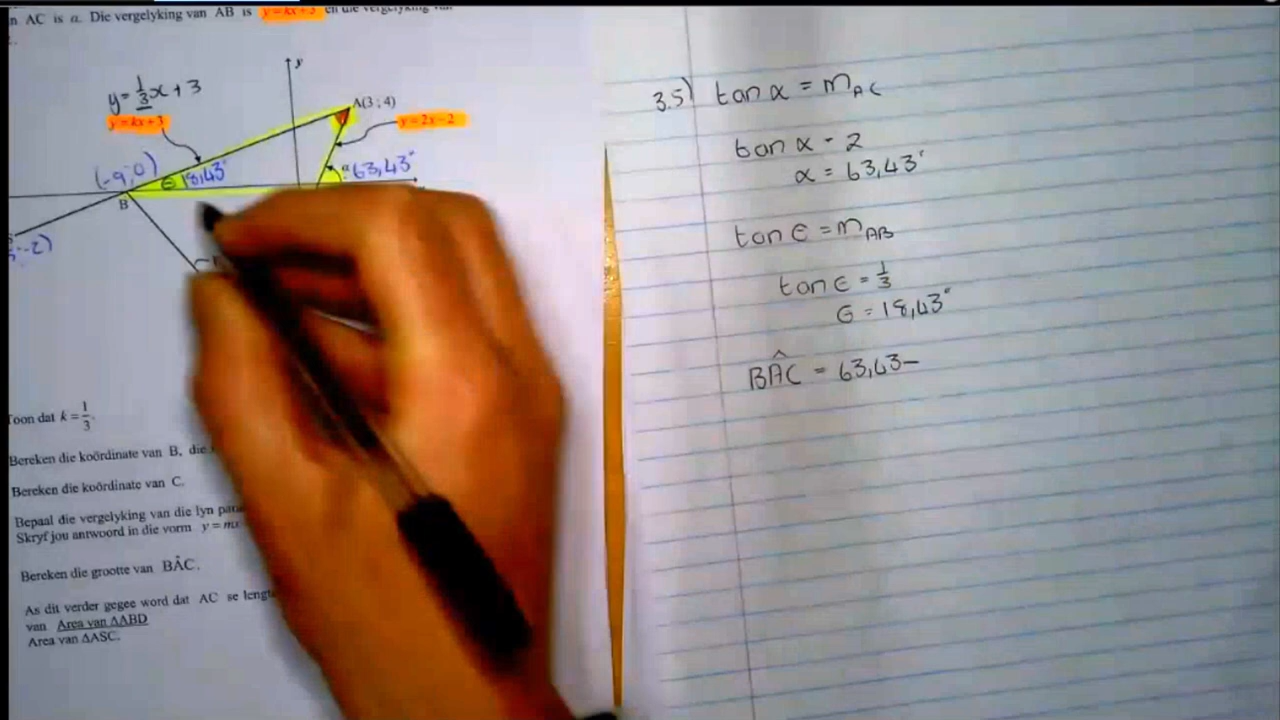 n AC is α. Die vergelyking van AB is y = kx + 3 en die vergelyking van
y
y = 1/3 x + 3
A(3 ; 4)
y = kx + 3
y = 2x − 2
(-9;0)
θ 18,43°
α 63,43°
B
;-2)
3.5) tan α = mAC
tan α - 2
α = 63,43°
tan θ = mAB
tan θ = 1/3
θ = 18,43°
BÂC = 63,43 –
Toon dat k = 1/3.
Bereken die koördinate van B, die
Bereken die koördinate van C.
Bepaal die vergelyking van die lyn
Skryf jou antwoord in die vorm y = m
Bereken die grootte van BÂC.
As dit verder gegee word dat AC se
van Area van ΔABD
Area van ΔASC.